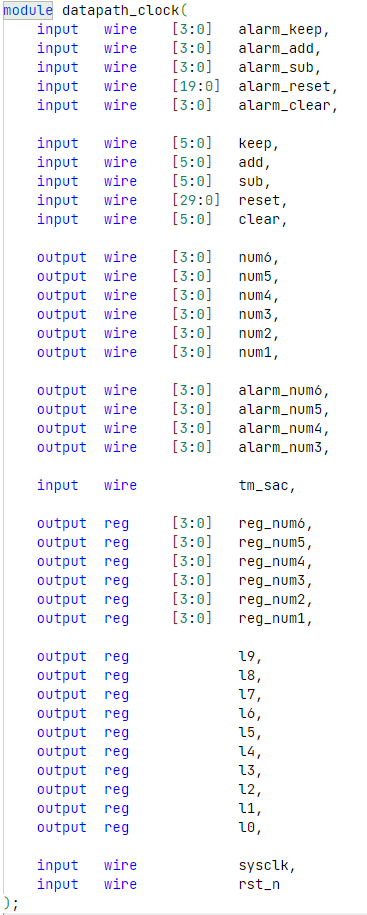 module datapath_clock(
    input   wire    [3:0]   alarm_keep,
    input   wire    [3:0]   alarm_add,
    input   wire    [3:0]   alarm_sub,
    input   wire    [19:0]  alarm_reset,
    input   wire    [3:0]   alarm_clear,

    input   wire    [5:0]   keep,
    input   wire    [5:0]   add,
    input   wire    [5:0]   sub,
    input   wire    [29:0]  reset,
    input   wire    [5:0]   clear,

    output  wire    [3:0]   num6,
    output  wire    [3:0]   num5,
    output  wire    [3:0]   num4,
    output  wire    [3:0]   num3,
    output  wire    [3:0]   num2,
    output  wire    [3:0]   num1,

    output  wire    [3:0]   alarm_num6,
    output  wire    [3:0]   alarm_num5,
    output  wire    [3:0]   alarm_num4,
    output  wire    [3:0]   alarm_num3,

    input   wire            tm_sac,

    output  reg     [3:0]   reg_num6,
    output  reg     [3:0]   reg_num5,
    output  reg     [3:0]   reg_num4,
    output  reg     [3:0]   reg_num3,
    output  reg     [3:0]   reg_num2,
    output  reg     [3:0]   reg_num1,

    output  reg             l9,
    output  reg             l8,
    output  reg             l7,
    output  reg             l6,
    output  reg             l5,
    output  reg             l4,
    output  reg             l3,
    output  reg             l2,
    output  reg             l1,
    output  reg             l0,

    input   wire            sysclk,
    input   wire            rst_n
);